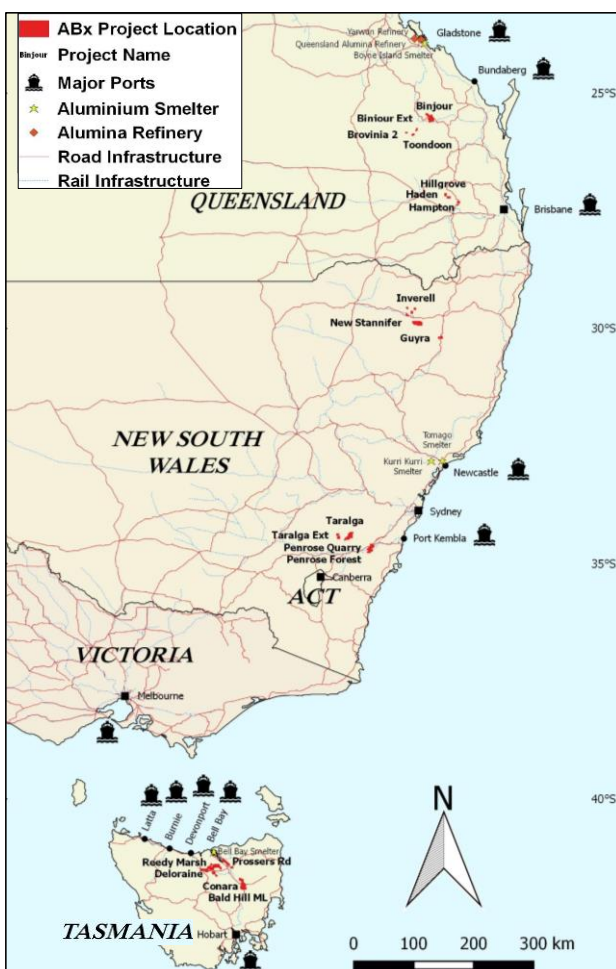 ABx Project Location
Binjour Project Name
Major Ports
Aluminium Smelter
Alumina Refinery
Road Infrastructure
Rail Infrastructure
Yarwun Refinery
Queensland Alumina Refinery
Boyne Island Smelter
Gladstone
Bundaberg
25°S
Binjour
Binjour Ext
Brovinia 2
Toondoon
QUEENSLAND
Hillgrove
Haden
Hampton
Brisbane
Inverell
New Stannifer
Guyra
30°S
NEW SOUTH
WALES
Tomago
Smelter
Kurri Kurri
Smelter
Newcastle
Sydney
Taralga
Taralga Ext
Penrose Quarry
Penrose Forest
Port Kembla
35°S
Canberra
ACT
VICTORIA
Melbourne
40°S
Latta
Burnie
Devonport
Bell Bay
Bell Bay Smelter
Reedy Marsh
Prossers Rd
Deloraine
Conara
Bald Hill ML
TASMANIA
Hobart
N
0 100 200 300 km